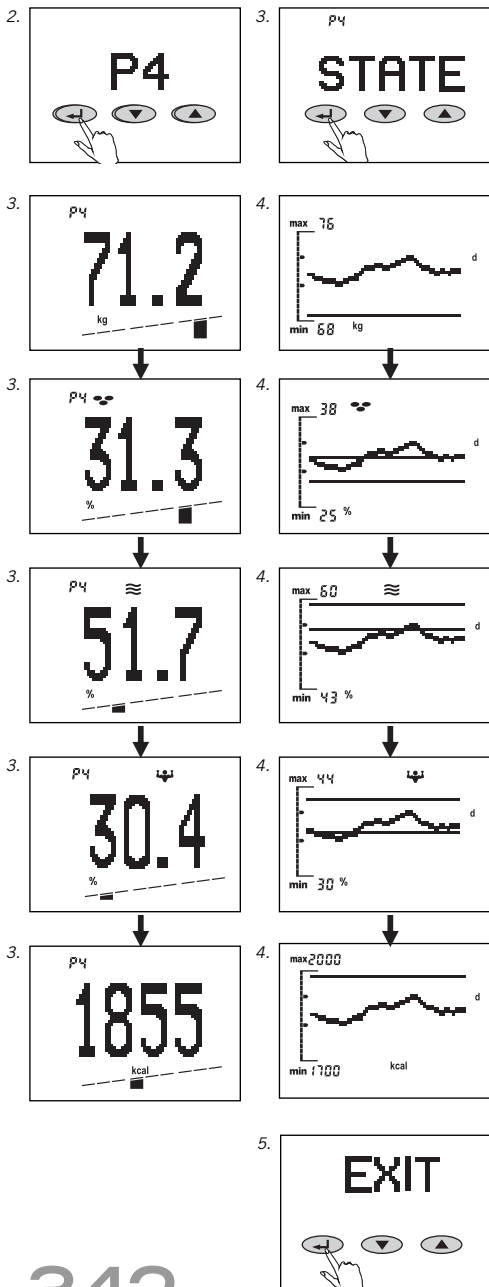 2.
P4
3.
P4
STATE
3.
P4
71.2
kg
4.
max 76
d
min 68 kg
3.
P4
31.3
%
4.
max 38
d
min 25 %
3.
P4
51.7
%
4.
max 60
d
min 43 %
3.
P4
30.4
%
4.
max 44
d
min 30 %
3.
P4
1855
kcal
4.
max 2000
d
min 1700 kcal
5.
EXIT
342